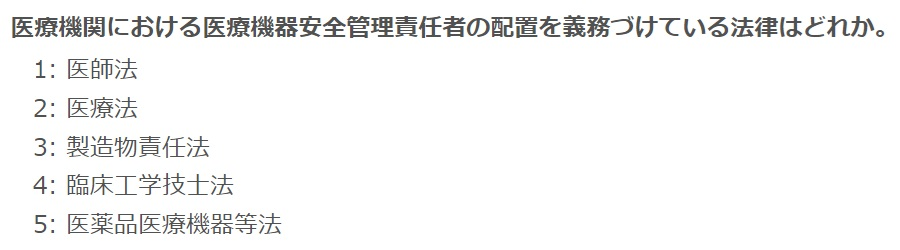 医療機関における医療機器安全管理責任者の配置を義務づけている法律はどれか。
1: 医師法
2: 医療法
3: 製造物責任法
4: 臨床工学技士法
5: 医薬品医療機器等法